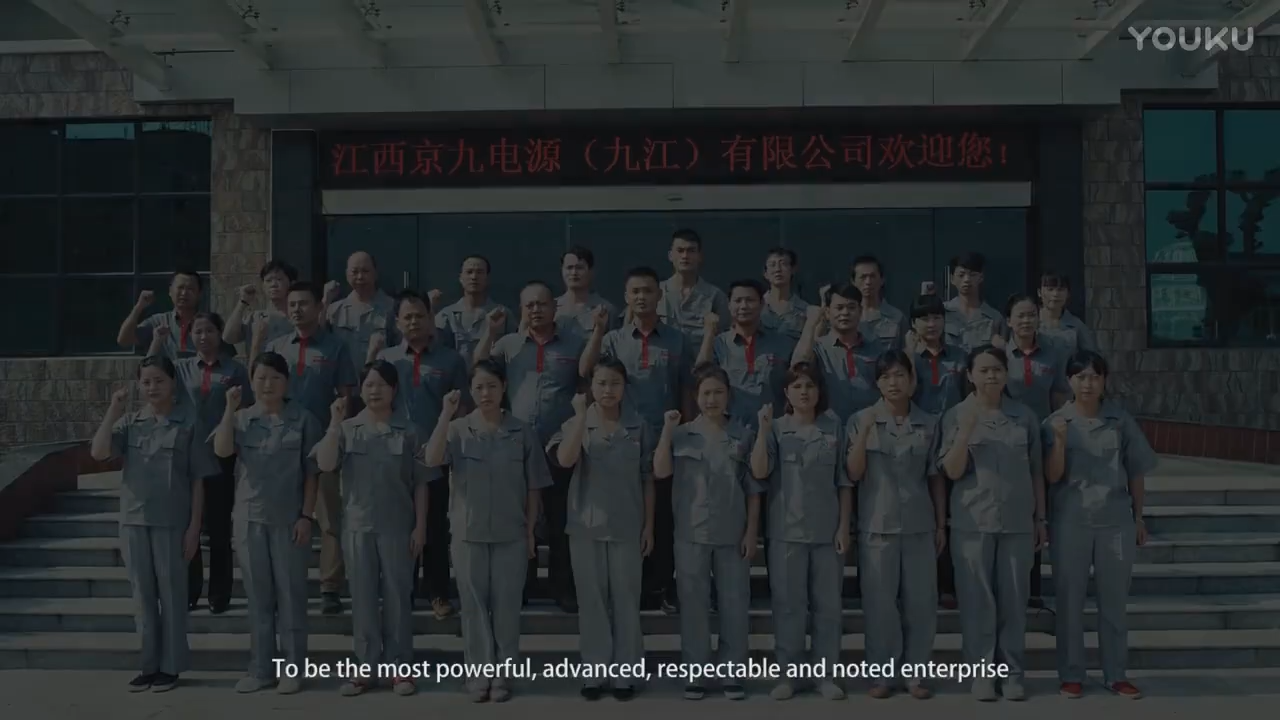 YOUKU
江西京九电源（九江）有限公司欢迎您！
To be the most powerful, advanced, respectable and noted enterprise